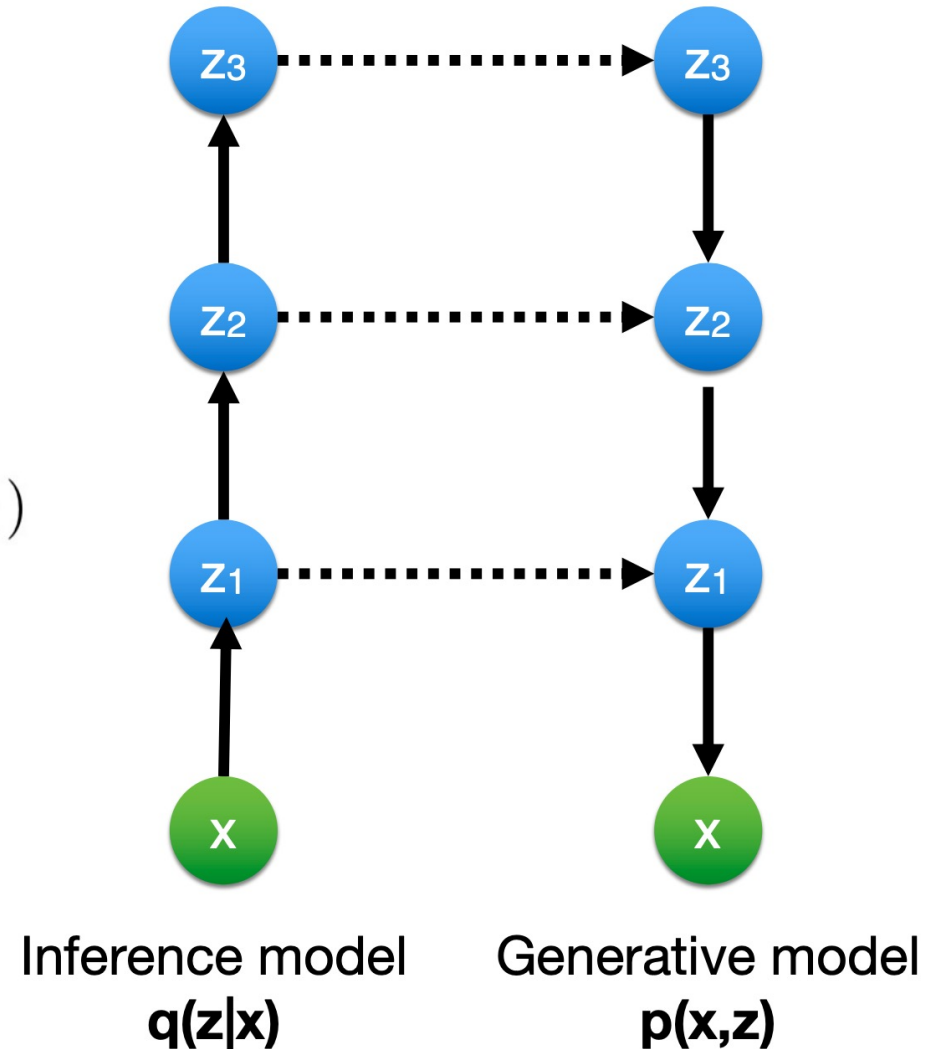 z3 z3
z2 z2
)
z1 z1
x x
Inference model Generative model
q(z|x) p(x,z)